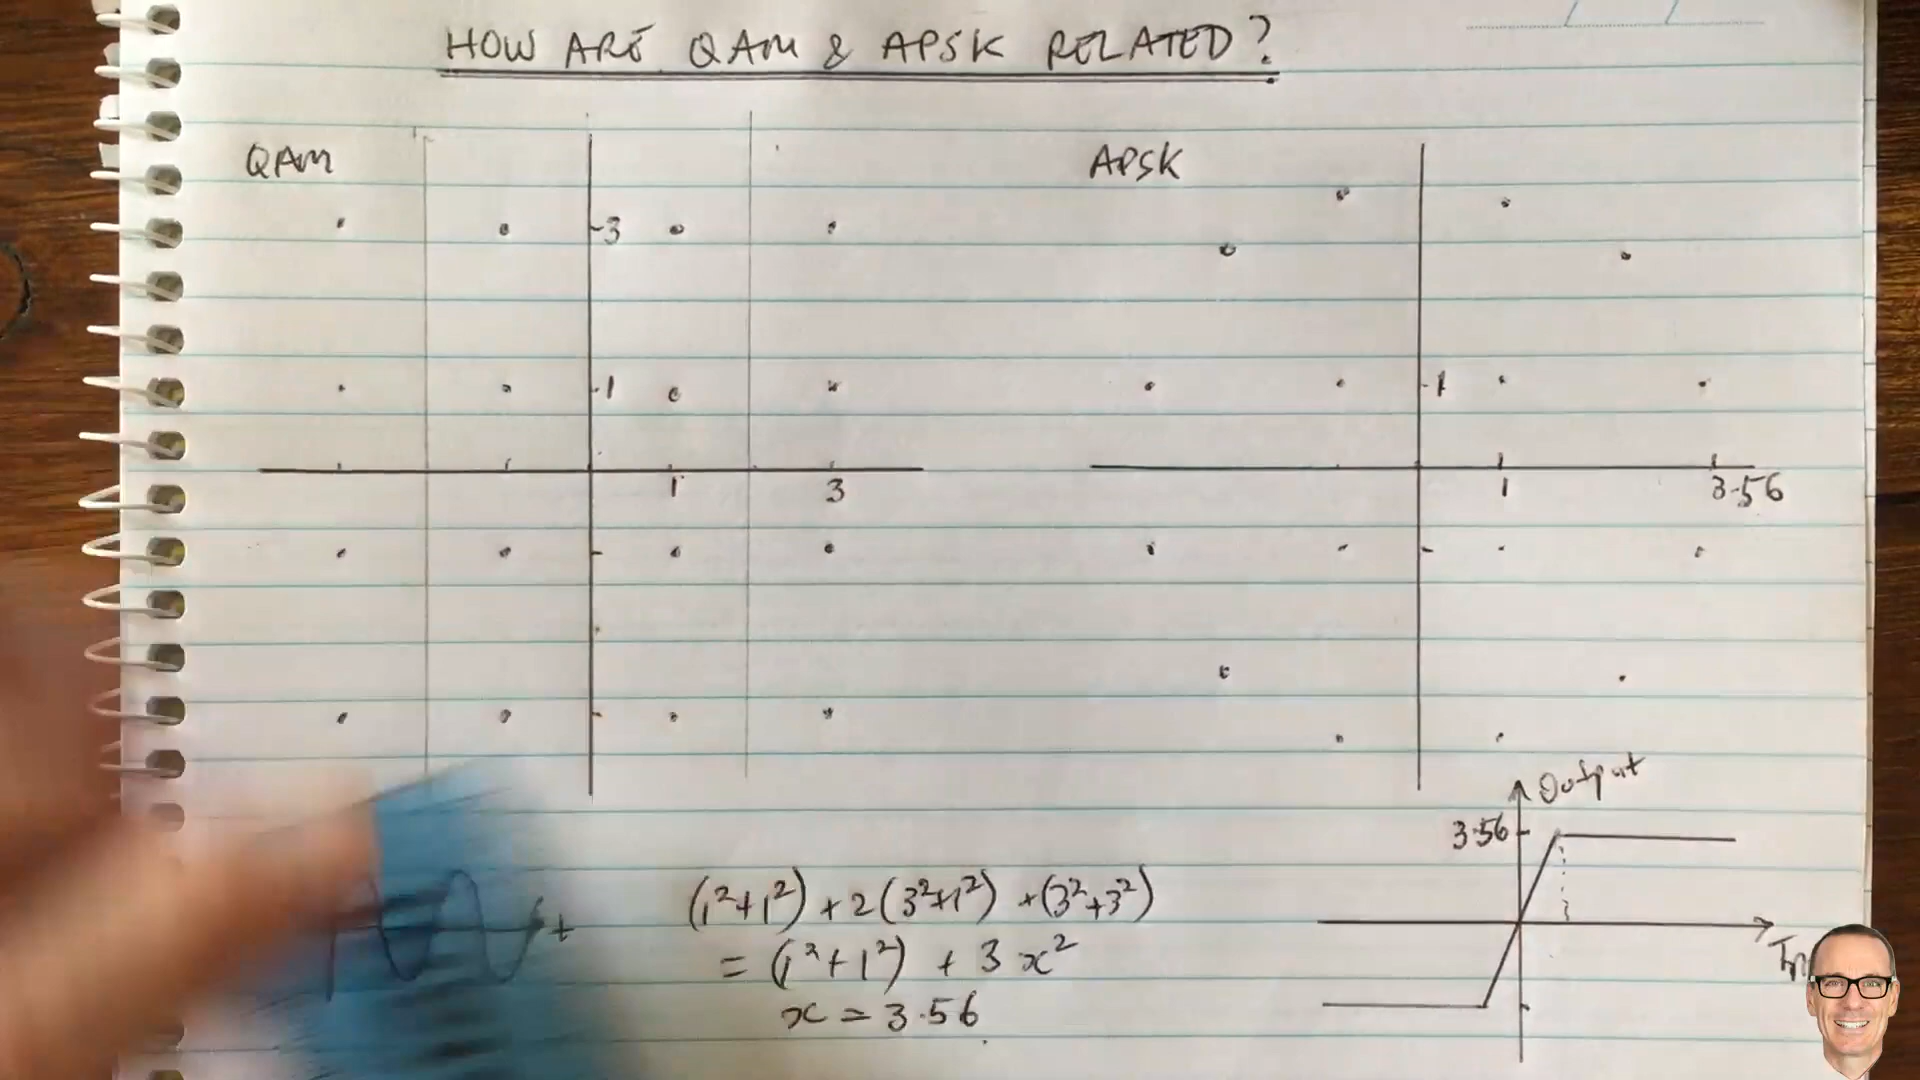 HOW ARE QAM & APSK RELATED?
QAM
APSK
3
1
1
1 3
1 3.56
Output
3.56
(1²+1²) + 2(3²+1²) + (3²+3²)
= (1²+1²) + 3x²
x = 3.56
t